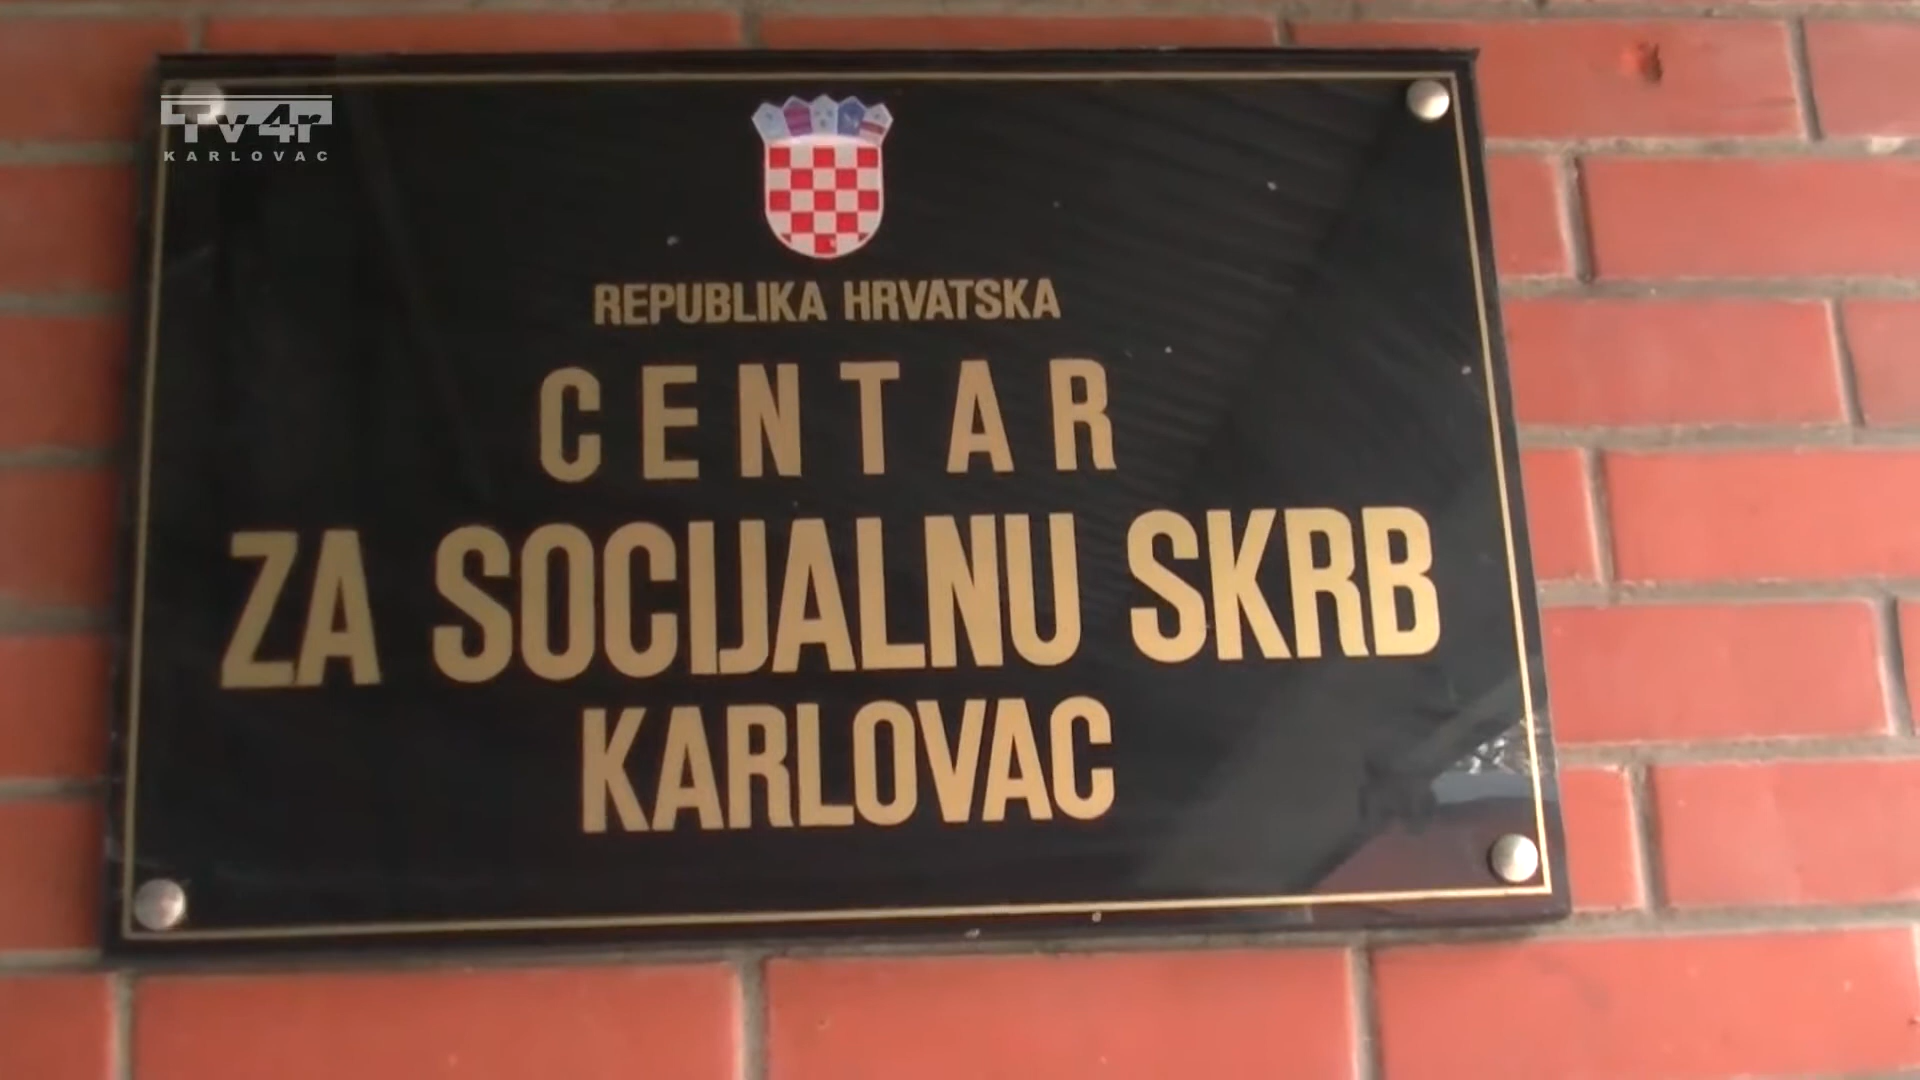 Tv4r
KARLOVAC
REPUBLIKA HRVATSKA
CENTAR
ZA SOCIJALNU SKRB
KARLOVAC